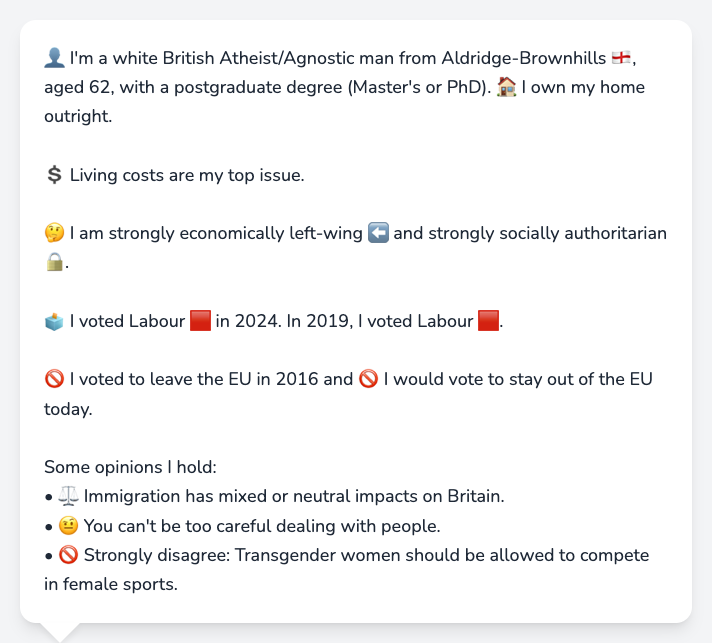 👤 I'm a white British Atheist/Agnostic man from Aldridge-Brownhills 🏴󠁧󠁢󠁥󠁮󠁧󠁿,
aged 62, with a postgraduate degree (Master's or PhD). 🏠 I own my home
outright.
💲 Living costs are my top issue.
🤔 I am strongly economically left-wing ⬅️ and strongly socially authoritarian
🔒.
🗳️ I voted Labour 🟥 in 2024. In 2019, I voted Labour 🟥.
🚫 I voted to leave the EU in 2016 and 🚫 I would vote to stay out of the EU
today.
Some opinions I hold:
• ⚖️ Immigration has mixed or neutral impacts on Britain.
• 🤨 You can't be too careful dealing with people.
• 🚫 Strongly disagree: Transgender women should be allowed to compete
in female sports.